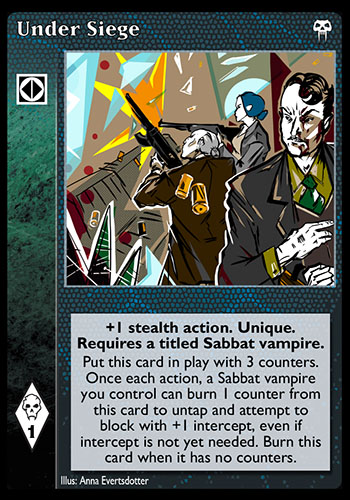 Under Siege
+1 stealth action. Unique.
Requires a titled Sabbat vampire.
Put this card in play with 3 counters.
Once each action, a Sabbat vampire
you control can burn 1 counter from
this card to untap and attempt to
block with +1 intercept, even if
intercept is not yet needed. Burn this
card when it has no counters.
1
Illus: Anna Evertsdotter